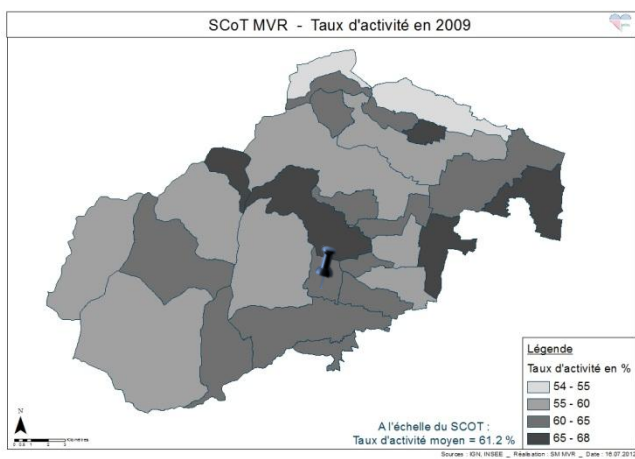 SCoT MVR - Taux d'activité en 2009
Légende
Taux d'activité en %
54 - 55
55 - 60
60 - 65
65 - 68
A l'échelle du SCOT :
Taux d'activité moyen = 61.2 %
N
Sources : IGN, INSEE _ Réalisation : SM MVR _ Date : 16.07.2012